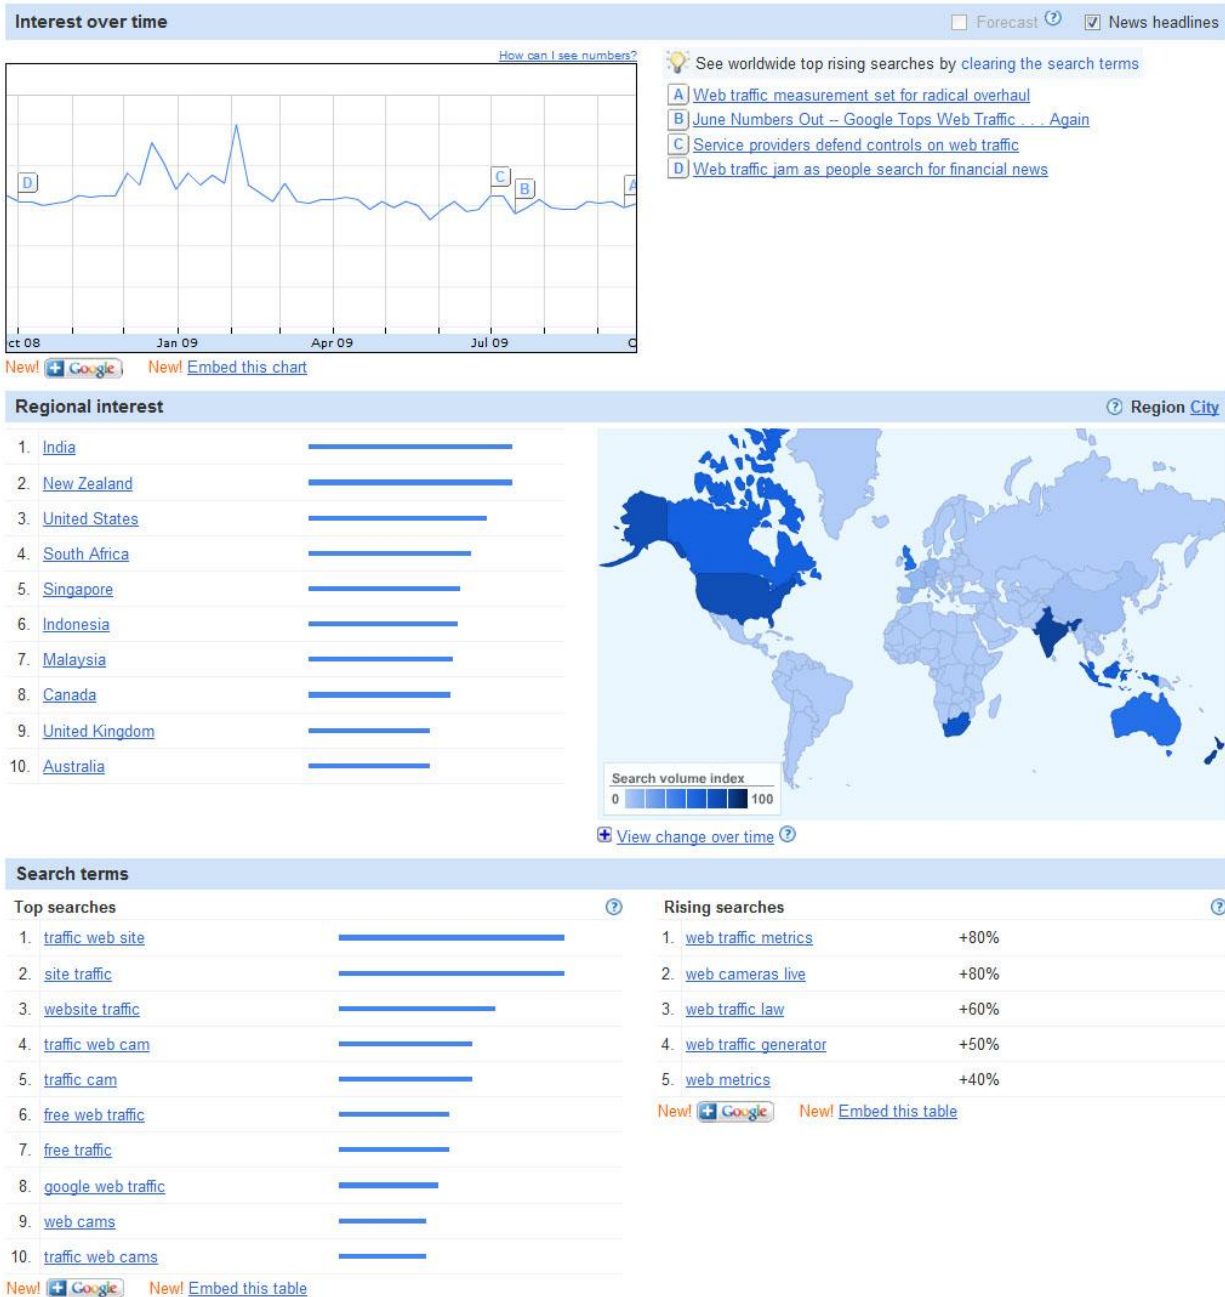 Interest over time
Forecast ? News headlines
How can I see numbers?
See worldwide top rising searches by clearing the search terms
A Web traffic measurement set for radical overhaul
B June Numbers Out -- Google Tops Web Traffic . . . Again
C Service providers defend controls on web traffic
D Web traffic jam as people search for financial news
D
C
B
A
ct 08 Jan 09 Apr 09 Jul 09 O
New! Google New! Embed this chart
Regional interest
? Region City
1. India
2. New Zealand
3. United States
4. South Africa
5. Singapore
6. Indonesia
7. Malaysia
8. Canada
9. United Kingdom
10. Australia
Search volume index
0 100
View change over time ?
Search terms
Top searches ?
1. traffic web site
2. site traffic
3. website traffic
4. traffic web cam
5. traffic cam
6. free web traffic
7. free traffic
8. google web traffic
9. web cams
10. traffic web cams
New! Google New! Embed this table
Rising searches ?
1. web traffic metrics +80%
2. web cameras live +80%
3. web traffic law +60%
4. web traffic generator +50%
5. web metrics +40%
New! Google New! Embed this table